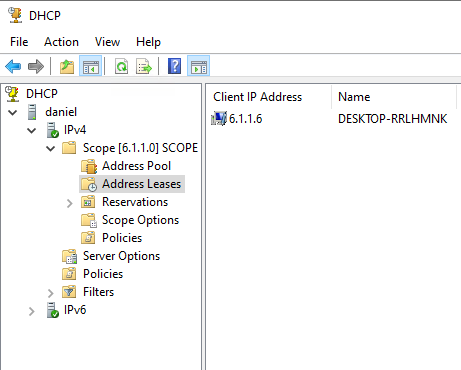 DHCP
File Action View Help
DHCP
daniel
IPv4
Scope [6.1.1.0] SCOPE
Address Pool
Address Leases
Reservations
Scope Options
Policies
Server Options
Policies
Filters
IPv6
Client IP Address Name
6.1.1.6 DESKTOP-RRLHMNK